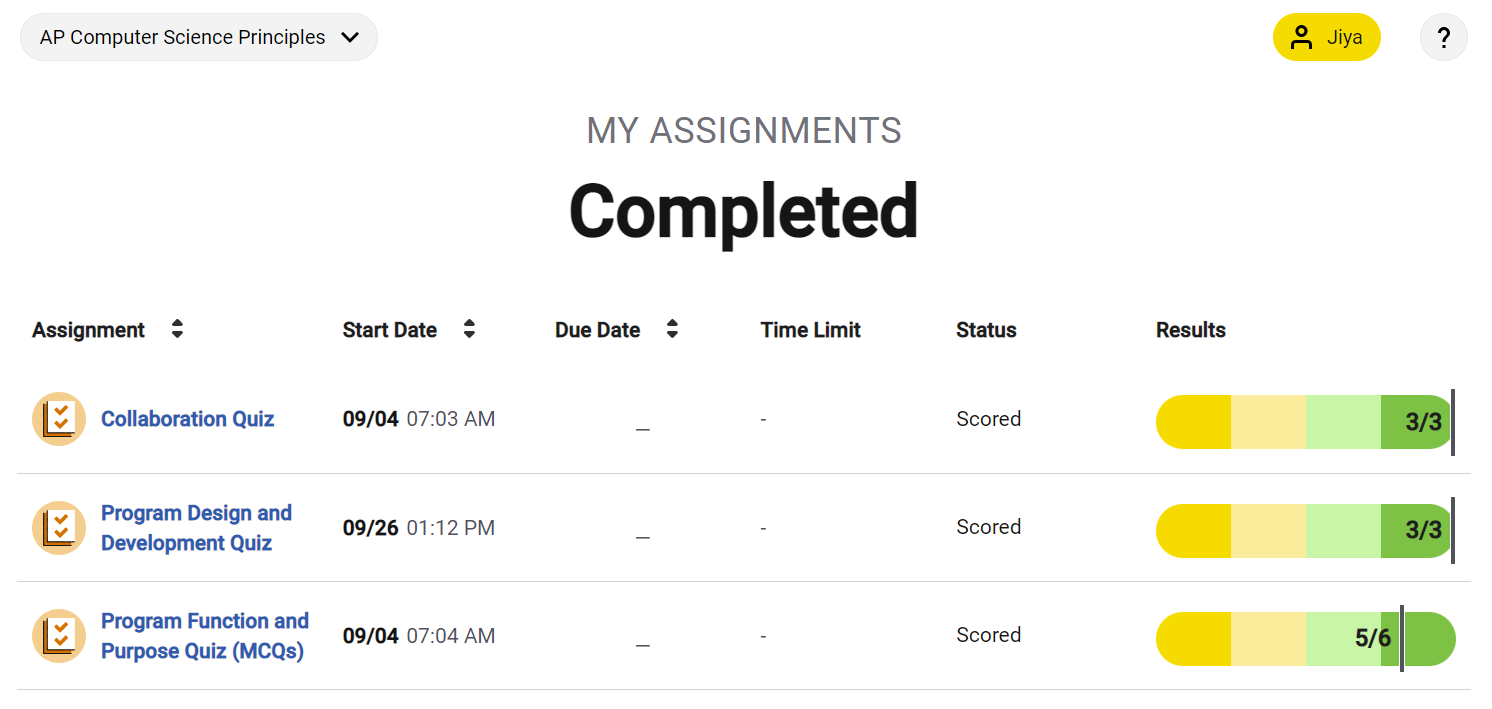 AP Computer Science Principles
Jiya
?
MY ASSIGNMENTS
Completed
Assignment Start Date Due Date Time Limit Status Results
Collaboration Quiz 09/04 07:03 AM _ - Scored 3/3
Program Design and
Development Quiz 09/26 01:12 PM _ - Scored 3/3
Program Function and
Purpose Quiz (MCQs) 09/04 07:04 AM _ - Scored 5/6